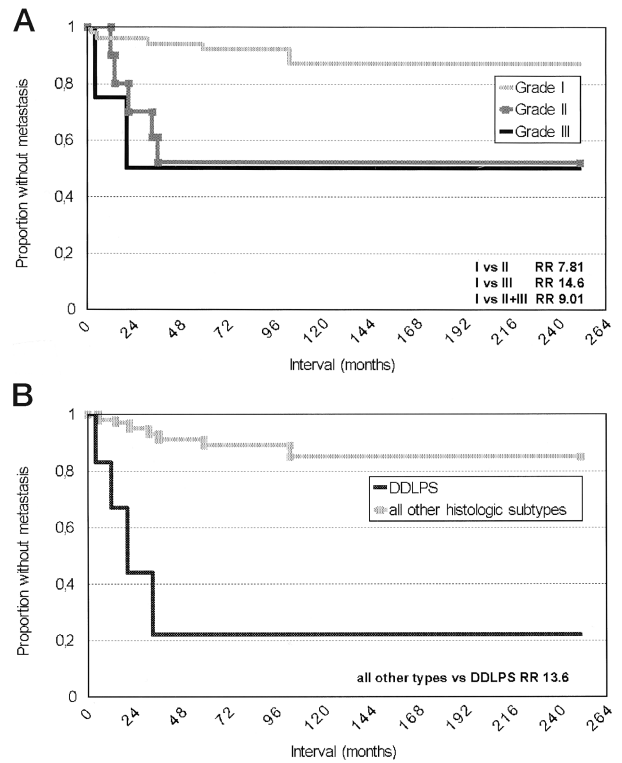 A
1
0,8
0,6
0,4
0,2
0
Proportion without metastasis
Grade I
Grade II
Grade III
I vs II RR 7.81
I vs III RR 14.6
I vs II+III RR 9.01
0 24 48 72 96 120 144 168 192 216 240 264
Interval (months)
B
1
0,8
0,6
0,4
0,2
0
Proportion without metastasis
DDLPS
all other histologic subtypes
all other types vs DDLPS RR 13.6
0 24 48 72 96 120 144 168 192 216 240 264
Interval (months)